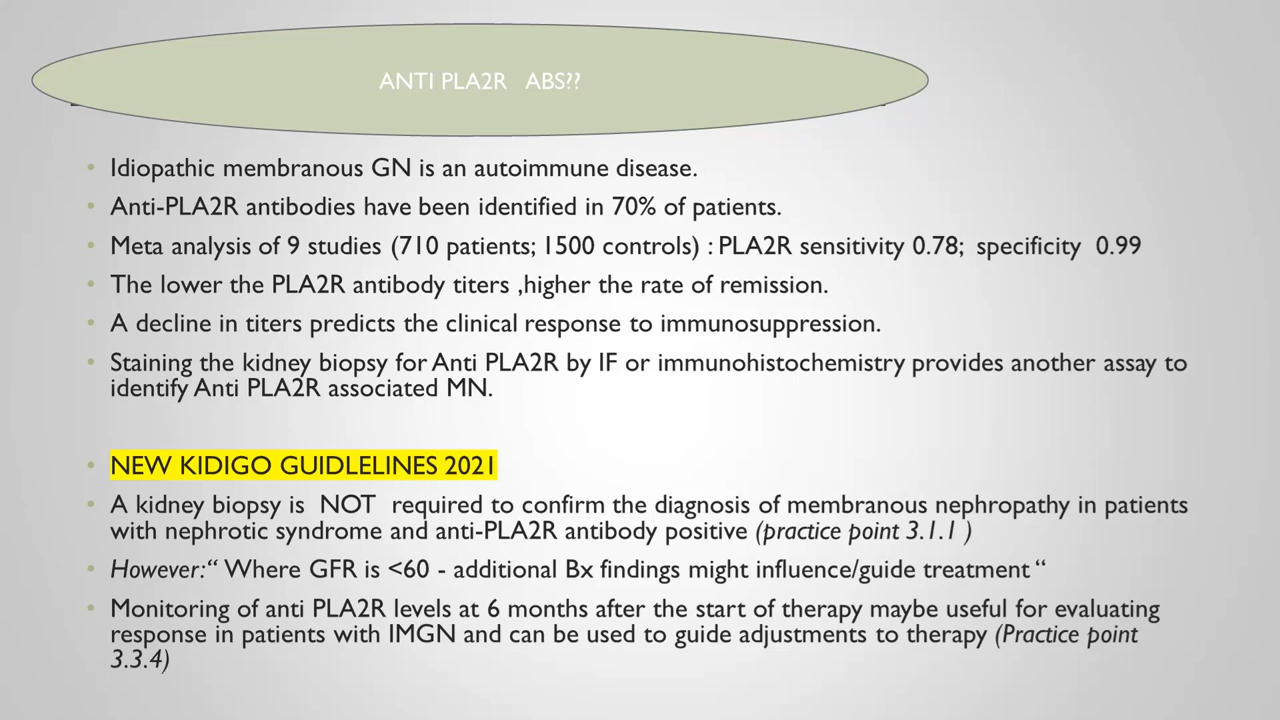 ANTI PLA2R ABS??
• Idiopathic membranous GN is an autoimmune disease.
• Anti-PLA2R antibodies have been identified in 70% of patients.
• Meta analysis of 9 studies (710 patients; 1500 controls) : PLA2R sensitivity 0.78; specificity 0.99
• The lower the PLA2R antibody titers ,higher the rate of remission.
• A decline in titers predicts the clinical response to immunosuppression.
• Staining the kidney biopsy for Anti PLA2R by IF or immunohistochemistry provides another assay to
identify Anti PLA2R associated MN.
• NEW KIDIGO GUIDLELINES 2021
• A kidney biopsy is NOT required to confirm the diagnosis of membranous nephropathy in patients
with nephrotic syndrome and anti-PLA2R antibody positive (practice point 3.1.1 )
• However:“ Where GFR is <60 - additional Bx findings might influence/guide treatment “
• Monitoring of anti PLA2R levels at 6 months after the start of therapy maybe useful for evaluating
response in patients with IMGN and can be used to guide adjustments to therapy (Practice point
3.3.4)